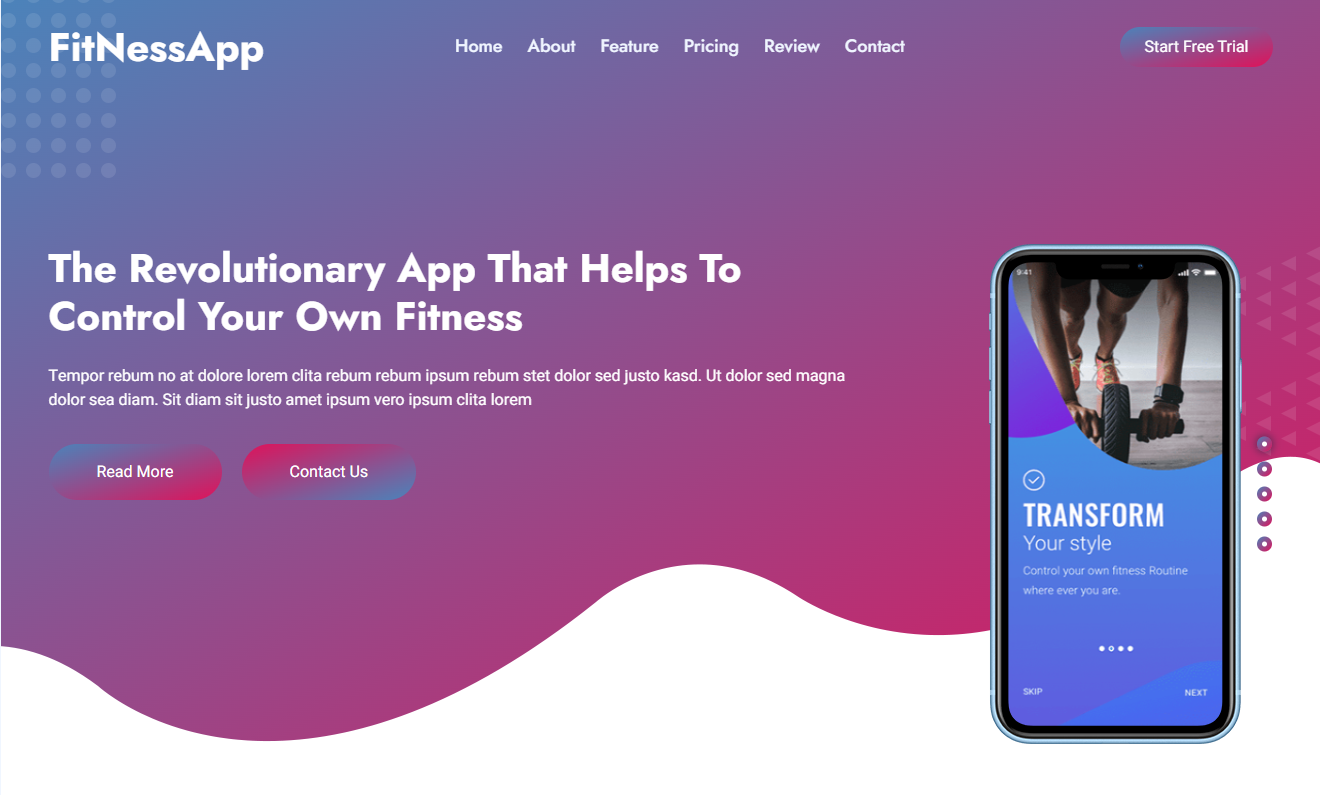 FitNessApp
Home About Feature Pricing Review Contact
Start Free Trial
The Revolutionary App That Helps To
Control Your Own Fitness
Tempor rebum no at dolore lorem clita rebum rebum ipsum rebum stet dolor sed justo kasd. Ut dolor sed magna
dolor sea diam. Sit diam sit justo amet ipsum vero ipsum clita lorem
Read More Contact Us
9:41
TRANSFORM
Your style
Control your own fitness Routine
where ever you are.
SKIP NEXT